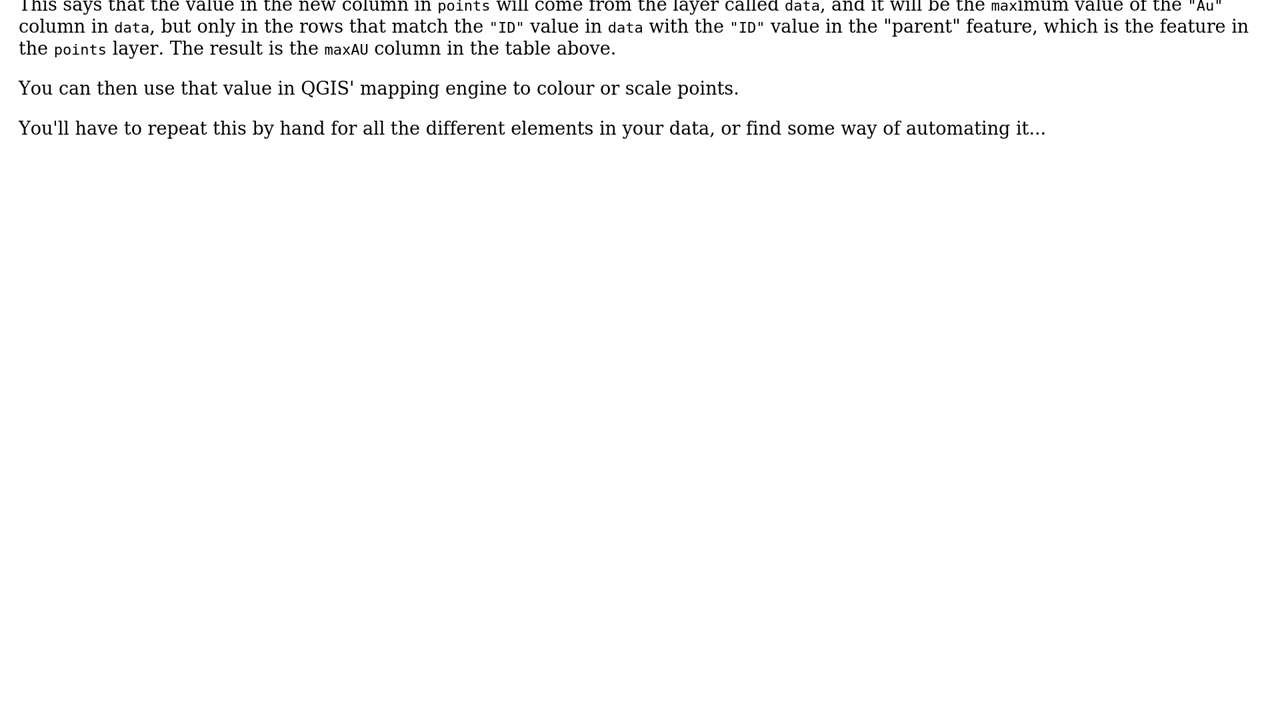 This says that the value in the new column in points will come from the layer called data, and it will be the maximum value of the "Au"
column in data, but only in the rows that match the "ID" value in data with the "ID" value in the "parent" feature, which is the feature in
the points layer. The result is the maxAU column in the table above.
You can then use that value in QGIS' mapping engine to colour or scale points.
You'll have to repeat this by hand for all the different elements in your data, or find some way of automating it...